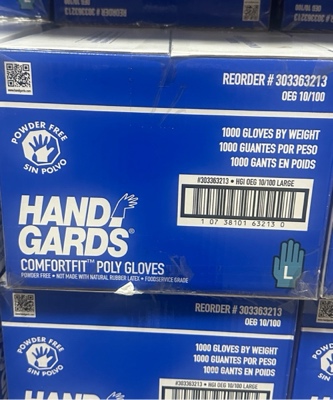 REORDER # 303363213
OEG 10/100
POWDER FREE
SIN POLVO
1000 GLOVES BY WEIGHT
1000 GUANTES POR PESO
1000 GANTS EN POIDS
#303363213 • HGI OEG 10/100 LARGE
1 07 38101 63213 0
HAND GARDS®
COMFORTFIT™ POLY GLOVES
POWDER FREE • NOT MADE WITH NATURAL RUBBER LATEX • FOODSERVICE GRADE
L
REORDER # 303363213
OEG 10/100
POWDER FREE
SIN POLVO
1000 GLOVES BY WEIGHT
1000 GUANTES POR PESO
1000 GANTS EN POIDS
#303363213 • HGI OEG 10/100 LARGE